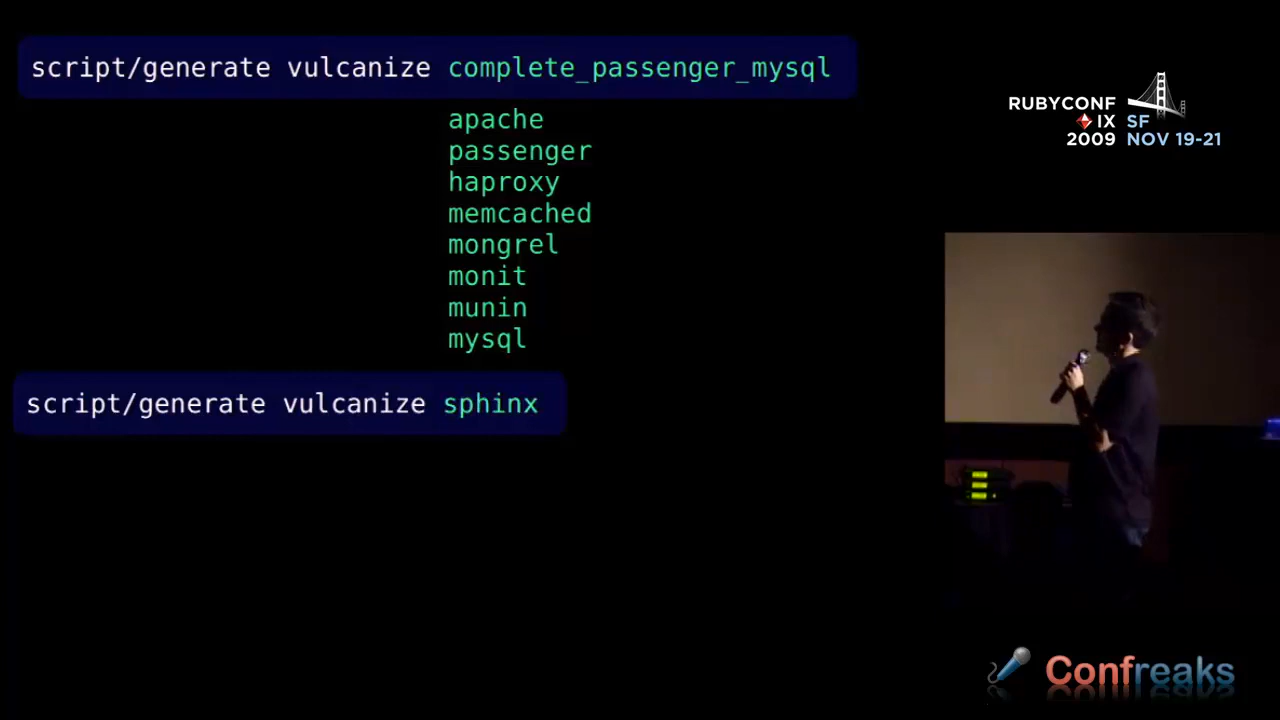 script/generate vulcanize complete_passenger_mysql
apache
passenger
haproxy
memcached
mongrel
monit
munin
mysql
script/generate vulcanize sphinx
RUBYCONF
IX SF
2009 NOV 19-21
Confreaks